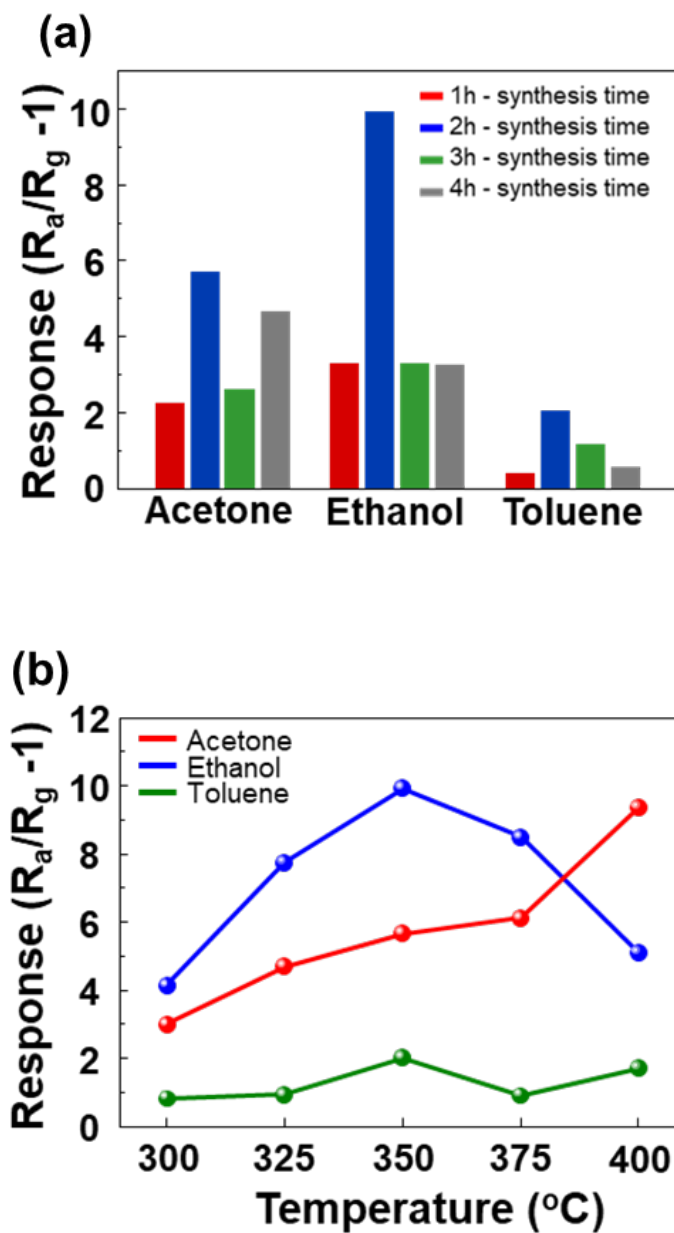 (a)
Response (Ra/Rg -1)
10
8
6
4
2
0
1h - synthesis time
2h - synthesis time
3h - synthesis time
4h - synthesis time
Acetone Ethanol Toluene
(b)
Response (Ra/Rg -1)
12
10
8
6
4
2
0
Acetone
Ethanol
Toluene
300 325 350 375 400
Temperature (oC)